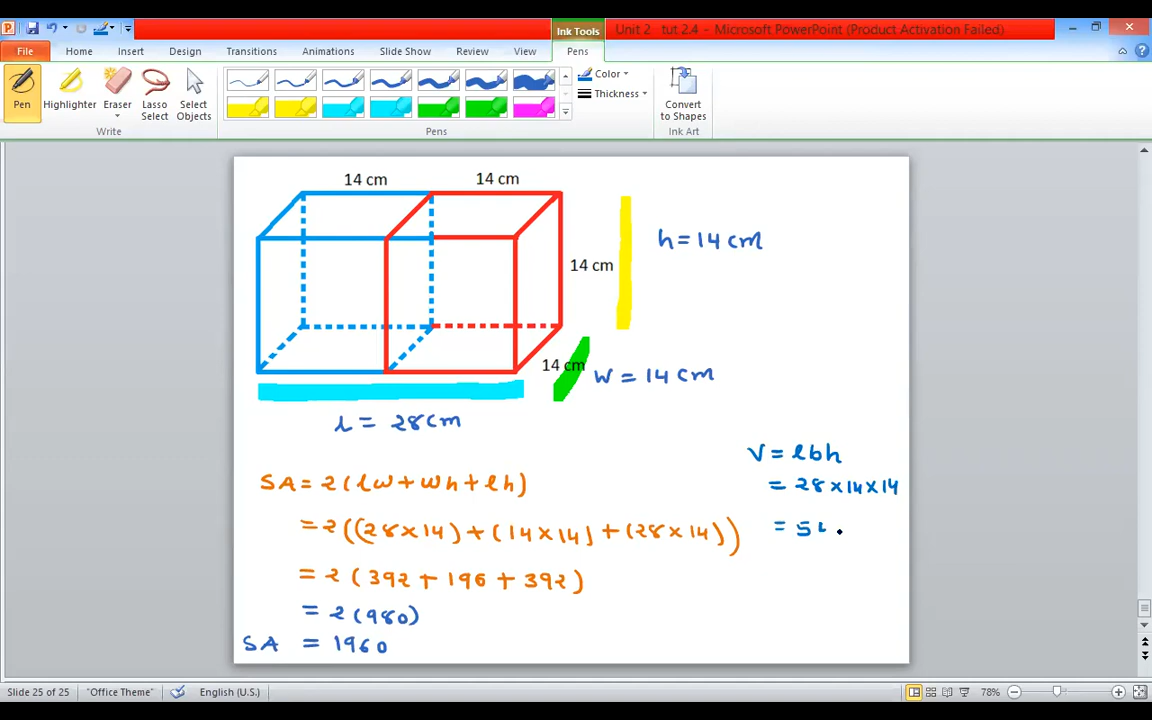 Ink Tools
Unit 2 tut 2.4 - Microsoft PowerPoint (Product Activation Failed)
File Home Insert Design Transitions Animations Slide Show Review View Pens
Pen Highlighter Eraser Lasso Select Select Objects
Color
Thickness
Convert to Shapes
Write Pens Ink Art
14 cm 14 cm
h = 14 cm
14 cm
14 cm
w = 14 cm
l = 28 cm
V = lbh
SA = 2(lw + wh + lh)
= 28 × 14 × 14
= 2((28 × 14) + (14 × 14) + (28 × 14))
= 54
= 2(392 + 196 + 392)
= 2(980)
SA = 1960
Slide 25 of 25 "Office Theme" English (U.S.) 78%